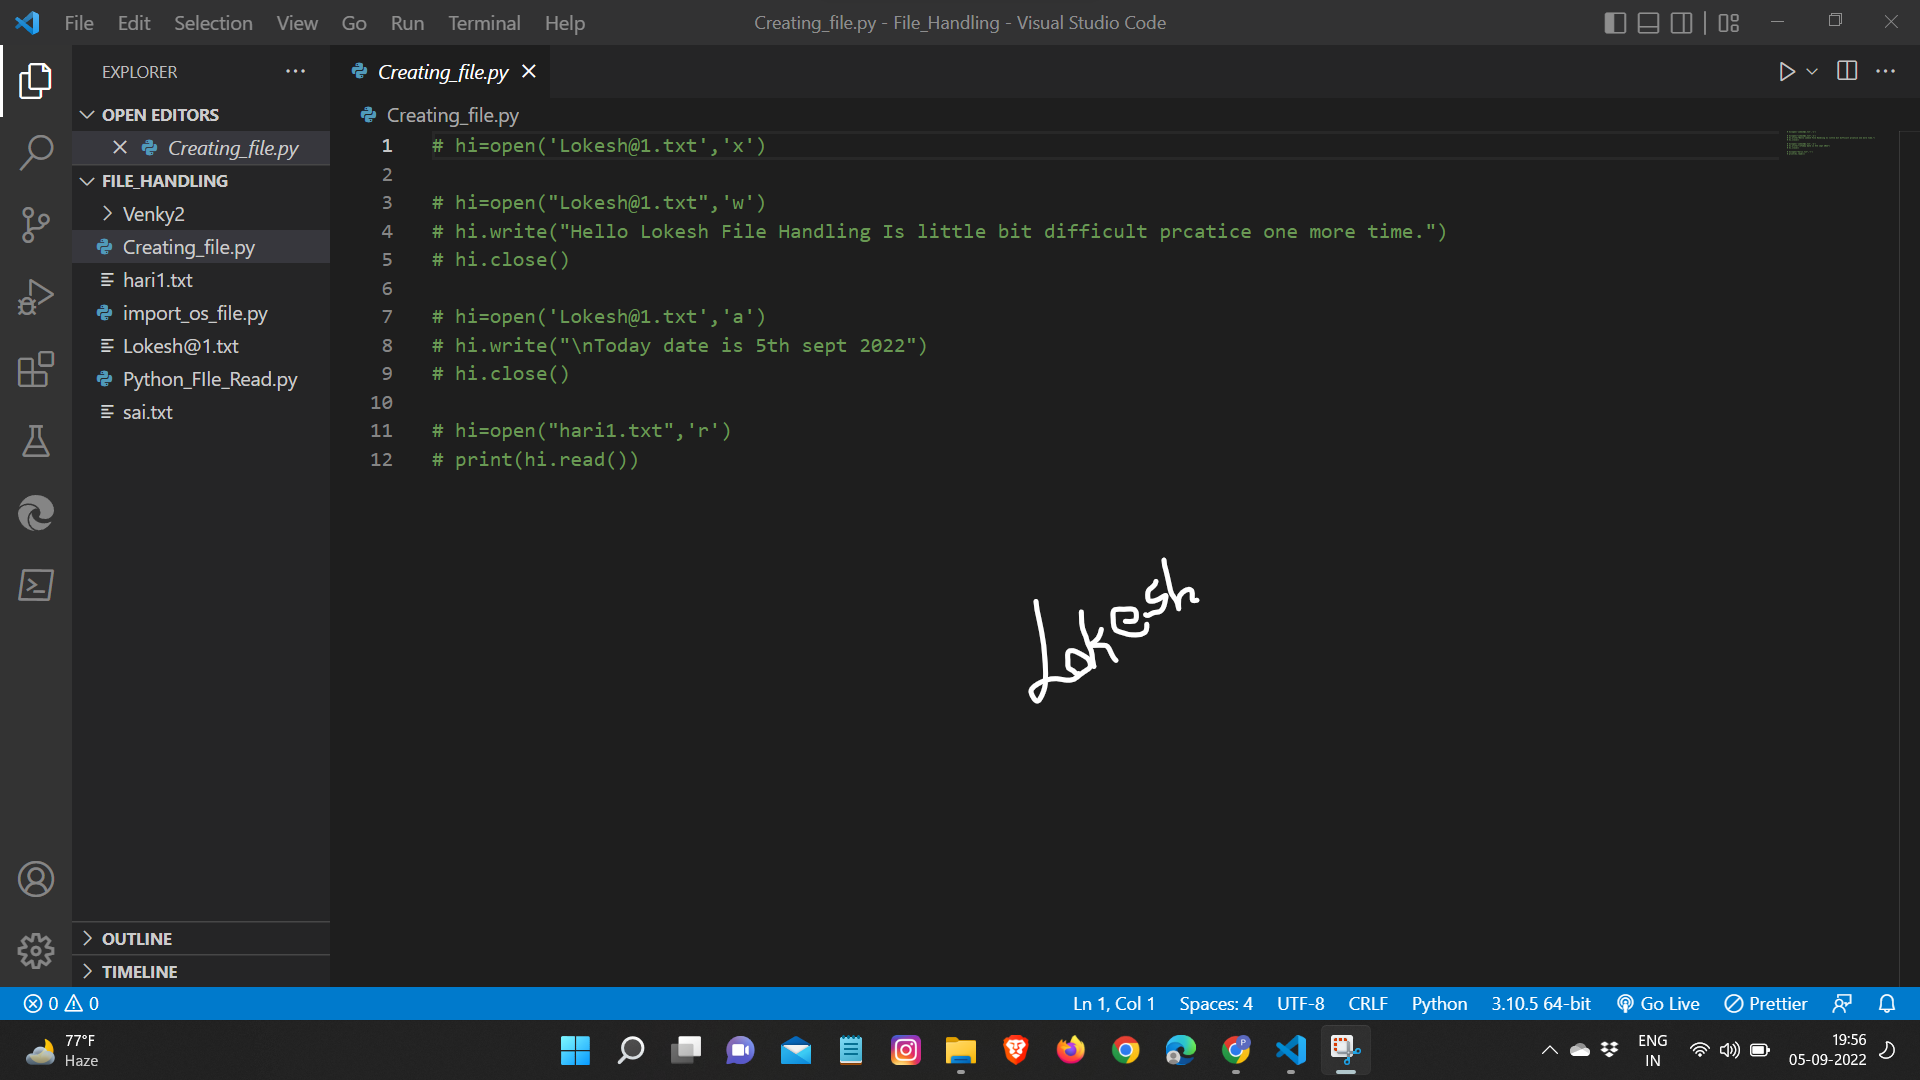 File Edit Selection View Go Run Terminal Help
Creating_file.py - File_Handling - Visual Studio Code
EXPLORER
OPEN EDITORS
Creating_file.py
FILE_HANDLING
Venky2
Creating_file.py
hari1.txt
import_os_file.py
Lokesh@1.txt
Python_FIle_Read.py
sai.txt
OUTLINE
TIMELINE
Creating_file.py
Creating_file.py
1 # hi=open('Lokesh@1.txt','x')
2
3 # hi=open("Lokesh@1.txt",'w')
4 # hi.write("Hello Lokesh File Handling Is little bit difficult prcatice one more time.")
5 # hi.close()
6
7 # hi=open('Lokesh@1.txt','a')
8 # hi.write("\nToday date is 5th sept 2022")
9 # hi.close()
10
11 # hi=open("hari1.txt",'r')
12 # print(hi.read())
Lokesh
0 0
Ln 1, Col 1 Spaces: 4 UTF-8 CRLF Python 3.10.5 64-bit Go Live Prettier
77°F
Haze
P
ENG
IN
19:56
05-09-2022